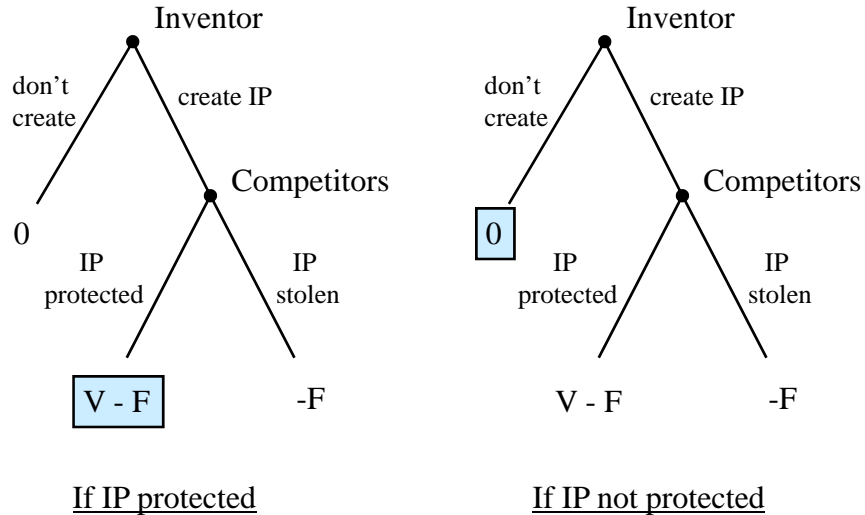 Inventor
don't
create
create IP
Competitors
0
IP
protected
IP
stolen
V - F
-F
If IP protected
Inventor
don't
create
create IP
Competitors
0
IP
protected
IP
stolen
V - F
-F
If IP not protected